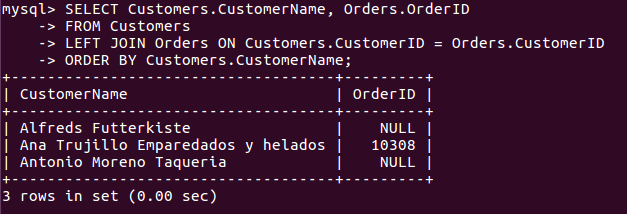 mysql> SELECT Customers.CustomerName, Orders.OrderID
    -> FROM Customers
    -> LEFT JOIN Orders ON Customers.CustomerID = Orders.CustomerID
    -> ORDER BY Customers.CustomerName;
+------------------------------------+---------+
| CustomerName                       | OrderID |
+------------------------------------+---------+
| Alfreds Futterkiste                |    NULL |
| Ana Trujillo Emparedados y helados |   10308 |
| Antonio Moreno Taqueria            |    NULL |
+------------------------------------+---------+
3 rows in set (0.00 sec)